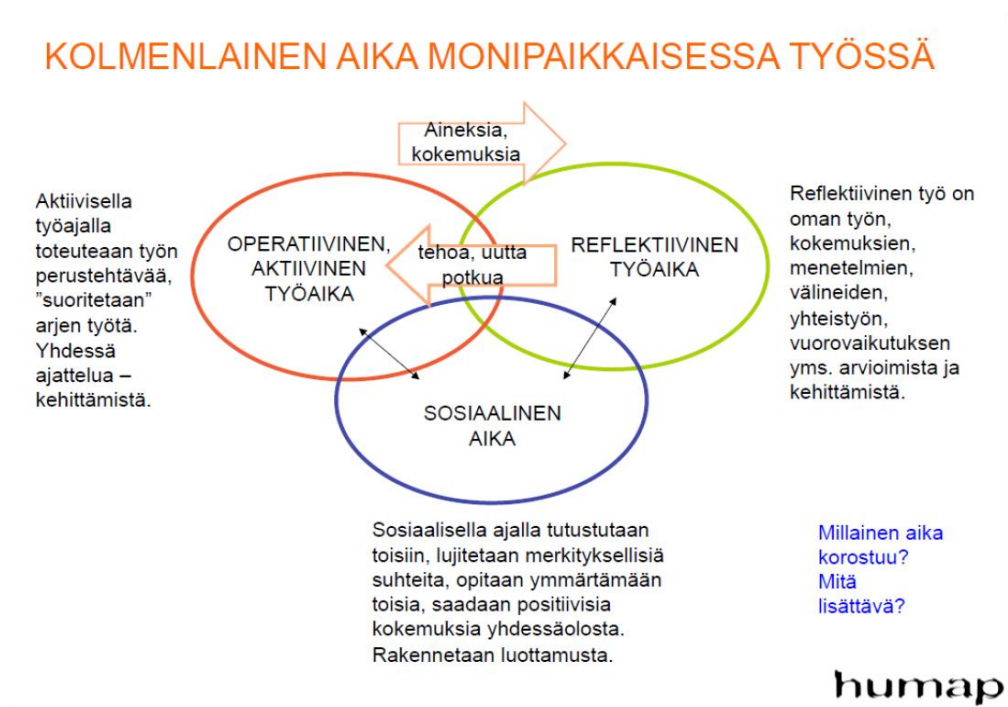 KOLMENLAINEN AIKA MONIPAIKKAISESSA TYÖSSÄ
Aineksia,
kokemuksia
Aktiivisella
työajalla
toteuteaan työn
perustehtävää,
”suoritetaan”
arjen työtä.
Yhdessä
ajattelua –
kehittämistä.
OPERATIIVINEN,
AKTIIVINEN
TYÖAIKA
tehoa, uutta
potkua
REFLEKTIIVINEN
TYÖAIKA
Reflektiivinen työ on
oman työn,
kokemuksien,
menetelmien,
välineiden,
yhteistyön,
vuorovaikutuksen
yms. arvioimista ja
kehittämistä.
SOSIAALINEN
AIKA
Sosiaalisella ajalla tutustutaan
toisiin, lujitetaan merkityksellisiä
suhteita, opitaan ymmärtämään
toisia, saadaan positiivisia
kokemuksia yhdessäolosta.
Rakennetaan luottamusta.
Millainen aika
korostuu?
Mitä
lisättävä?
humap